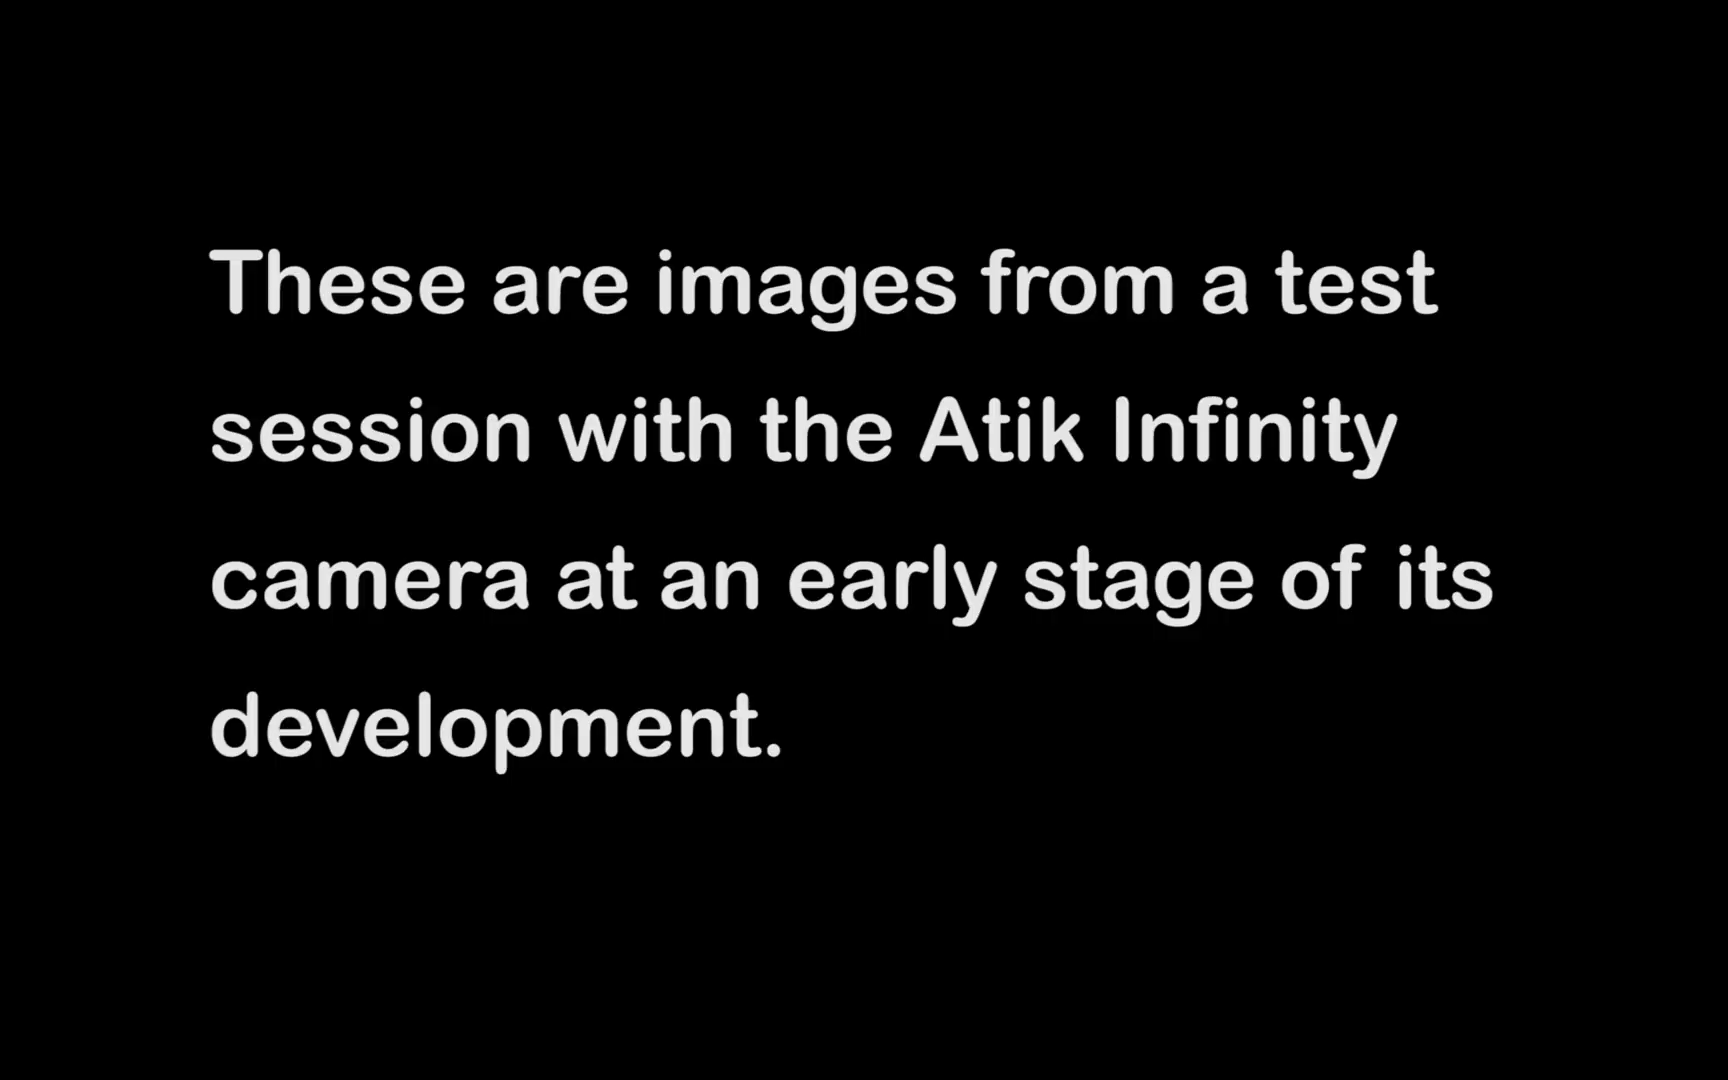 These are images from a test
session with the Atik Infinity
camera at an early stage of its
development.